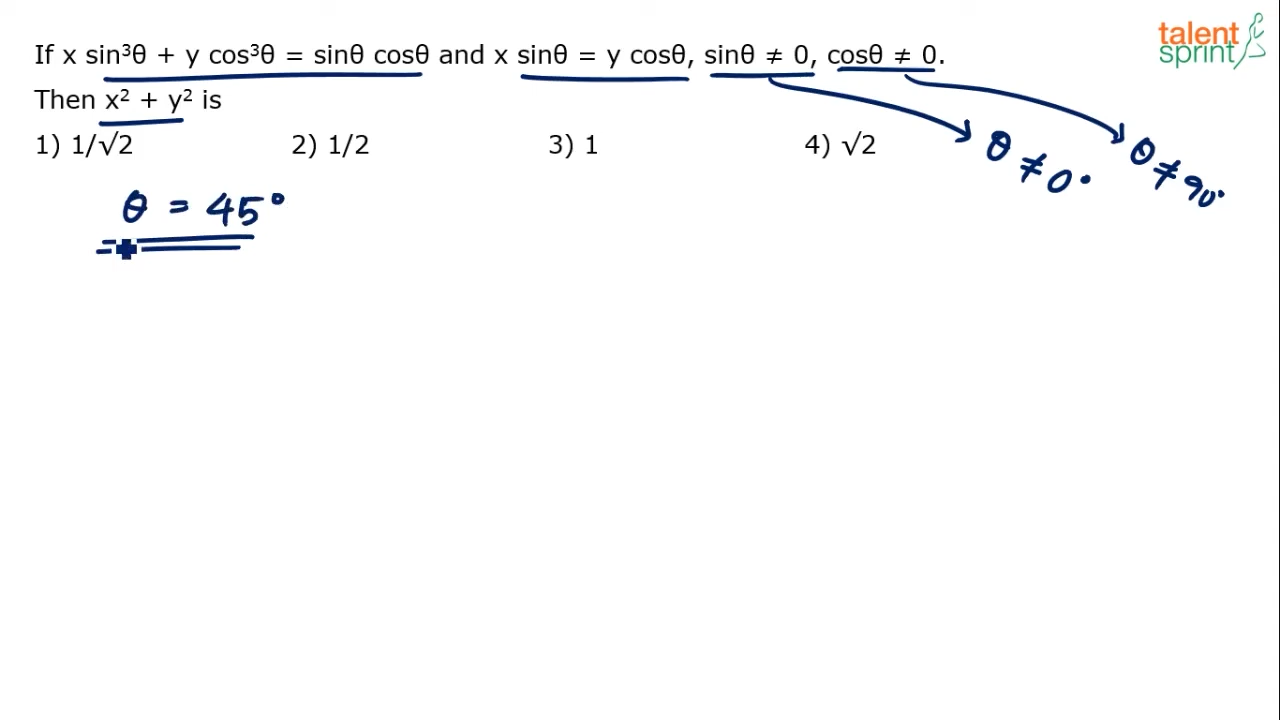 talent
sprint
If x sin³θ + y cos³θ = sinθ cosθ and x sinθ = y cosθ, sinθ ≠ 0, cosθ ≠ 0.
Then x² + y² is
1) 1/√2 2) 1/2 3) 1 4) √2
θ ≠ 0° θ ≠ 90°
θ = 45°